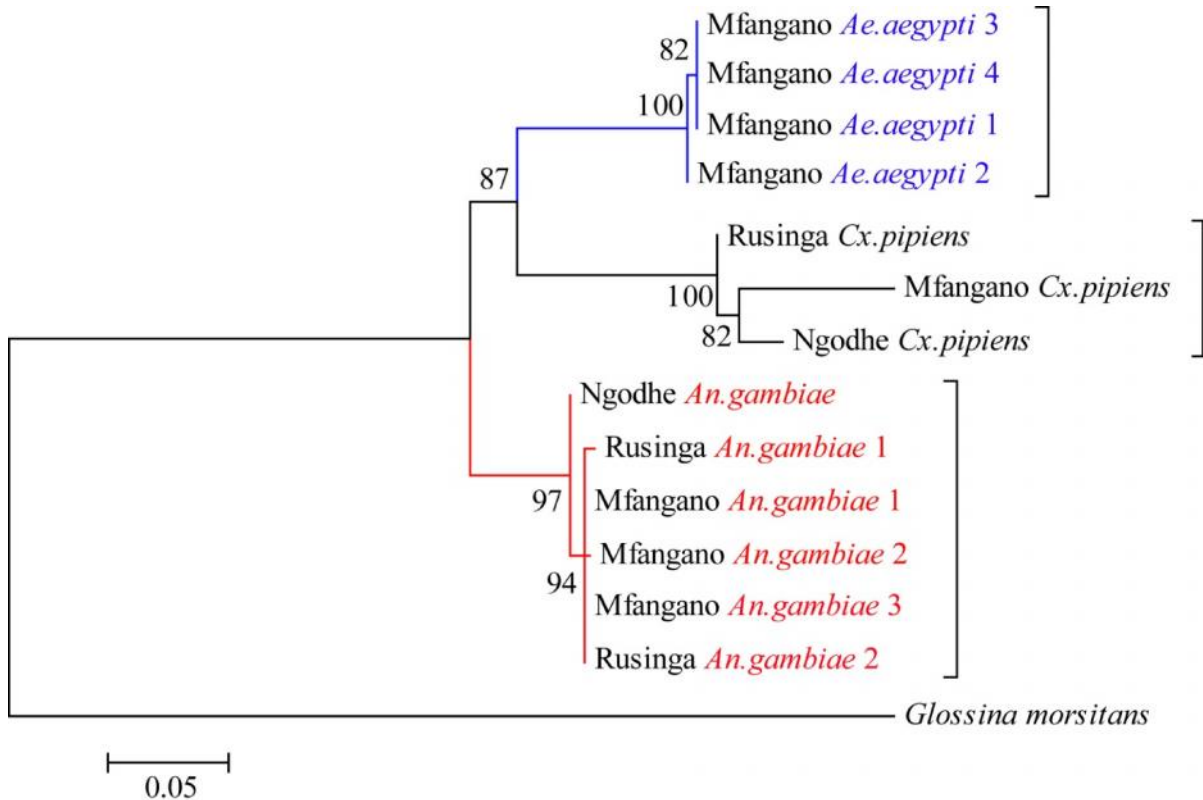 Mfangano Ae.aegypti 3
82
Mfangano Ae.aegypti 4
100
Mfangano Ae.aegypti 1
Mfangano Ae.aegypti 2
87
Rusinga Cx.pipiens
Mfangano Cx.pipiens
100
82
Ngodhe Cx.pipiens
Ngodhe An.gambiae
Rusinga An.gambiae 1
97
Mfangano An.gambiae 1
Mfangano An.gambiae 2
94
Mfangano An.gambiae 3
Rusinga An.gambiae 2
Glossina morsitans
0.05